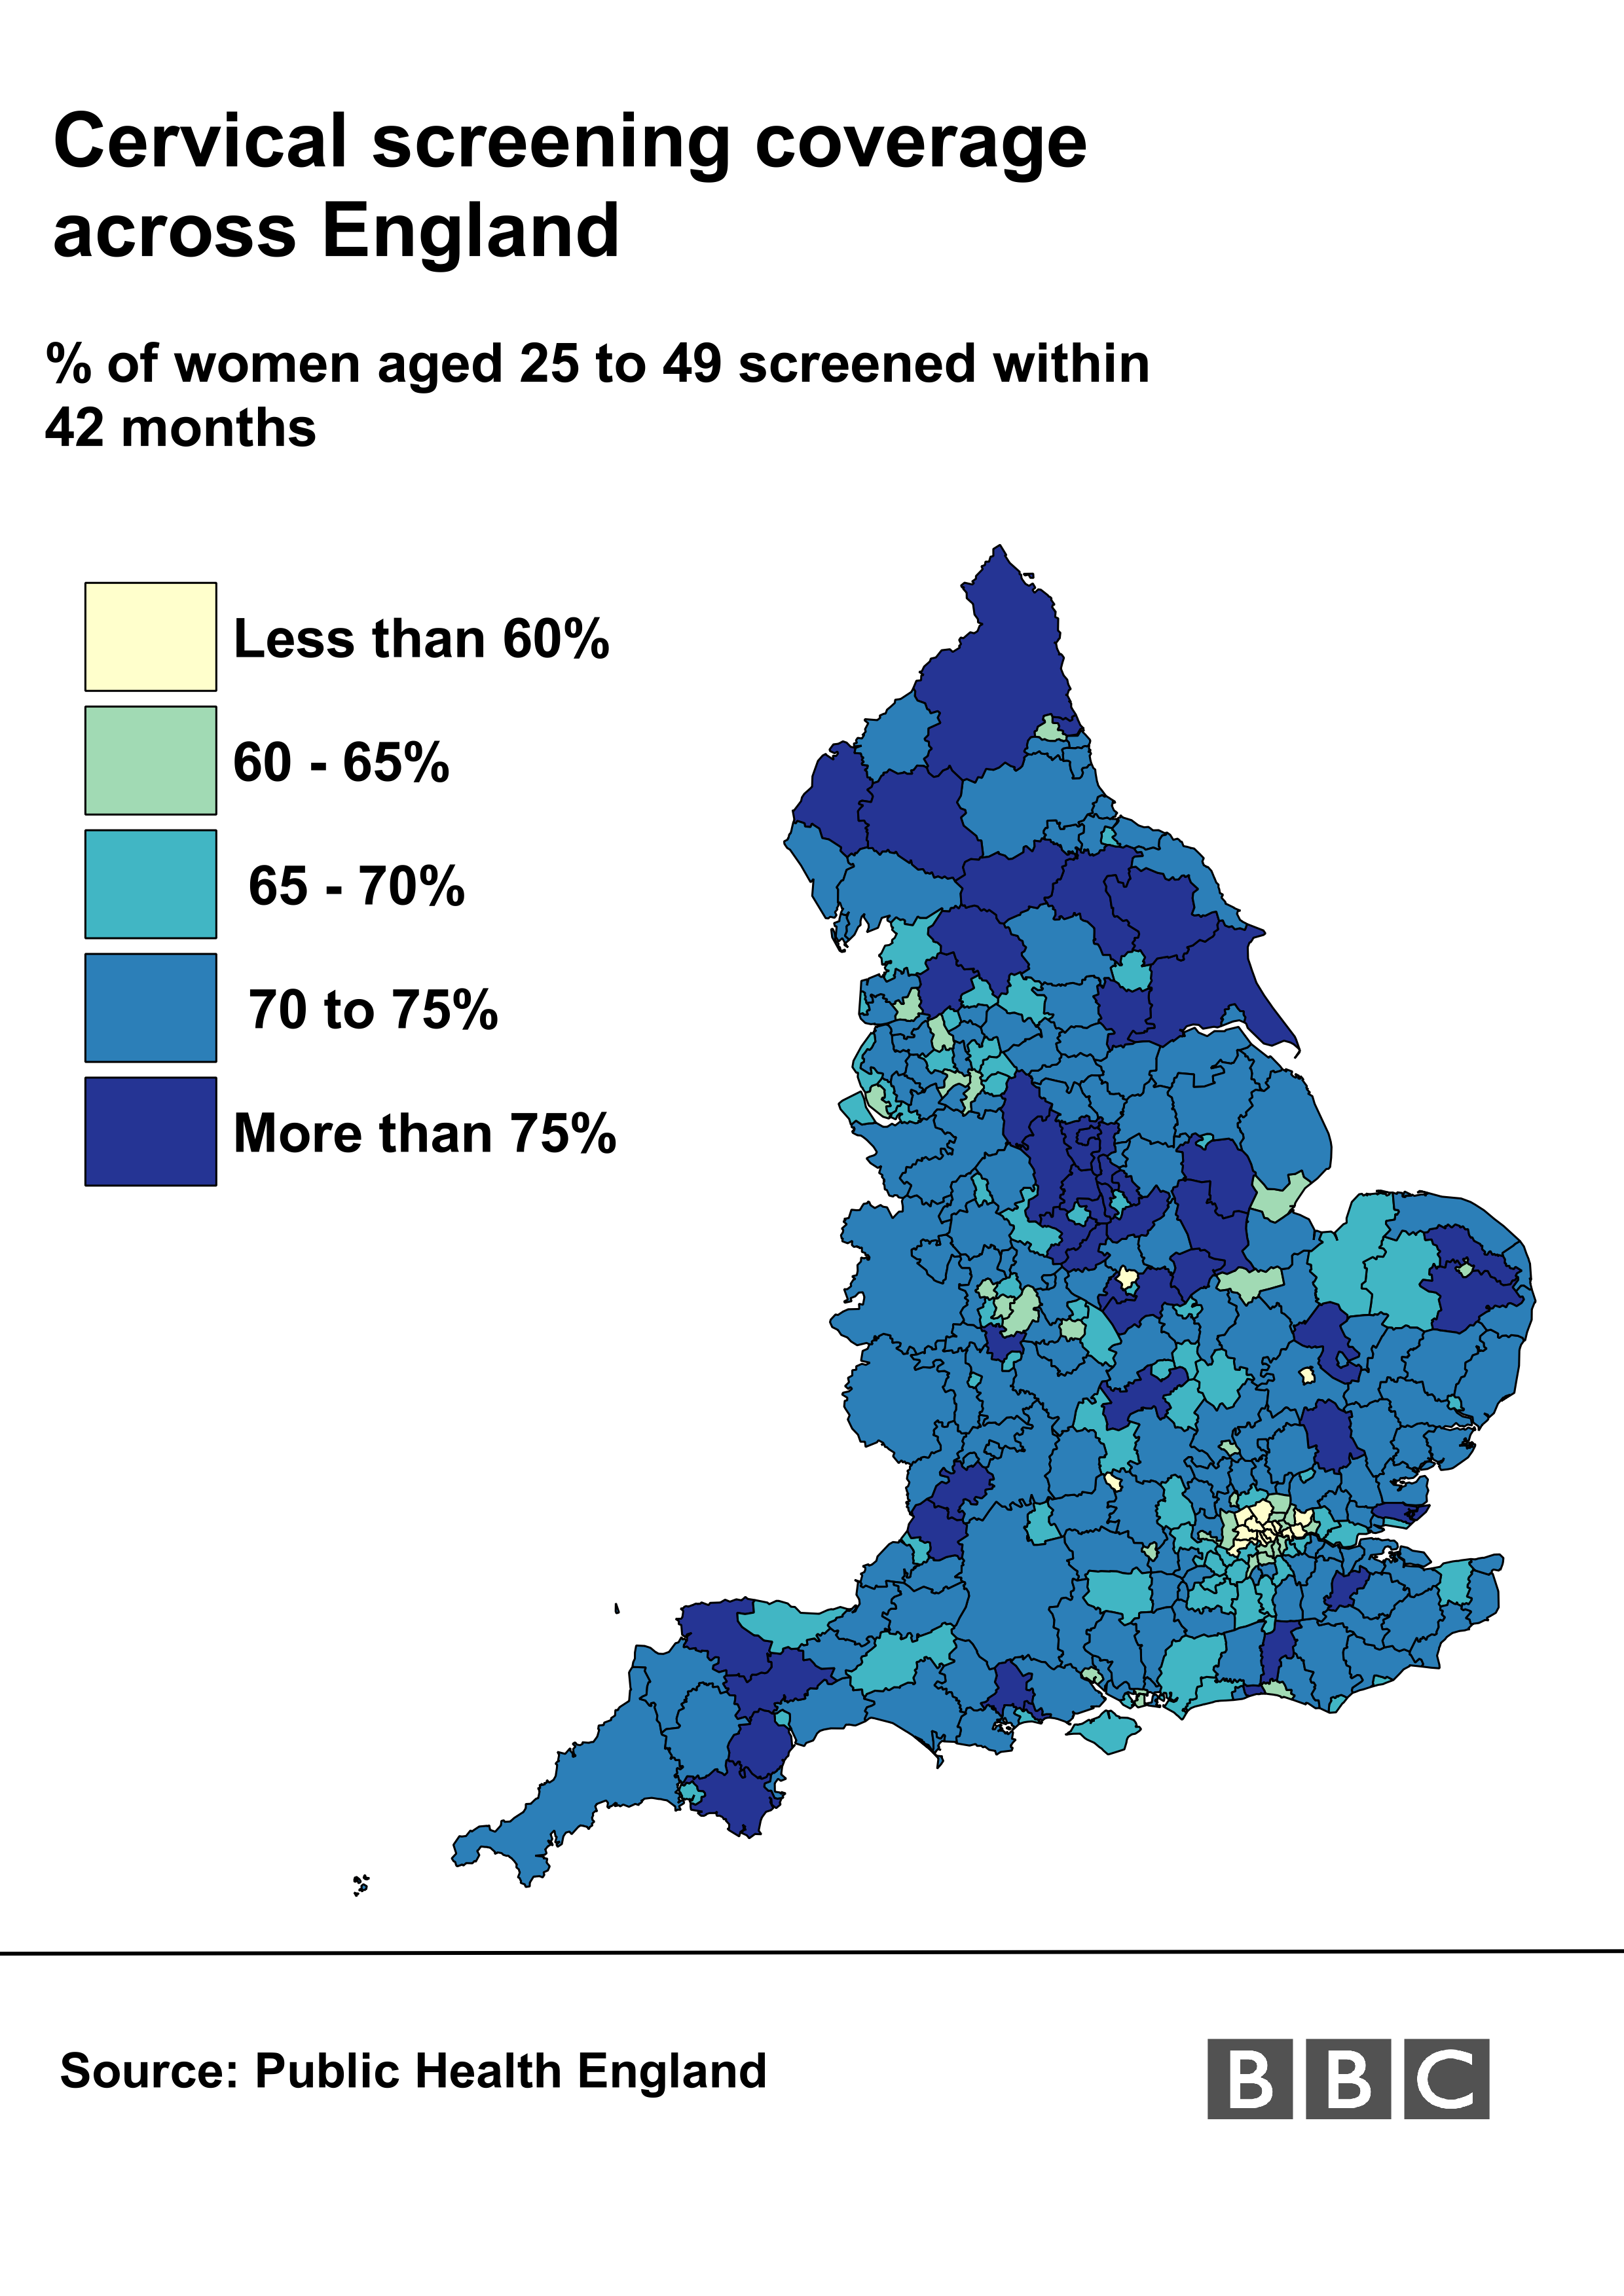 Cervical screening coverage
across England
% of women aged 25 to 49 screened within
42 months
Less than 60%
60 - 65%
65 - 70%
70 to 75%
More than 75%
Source: Public Health England
BBC